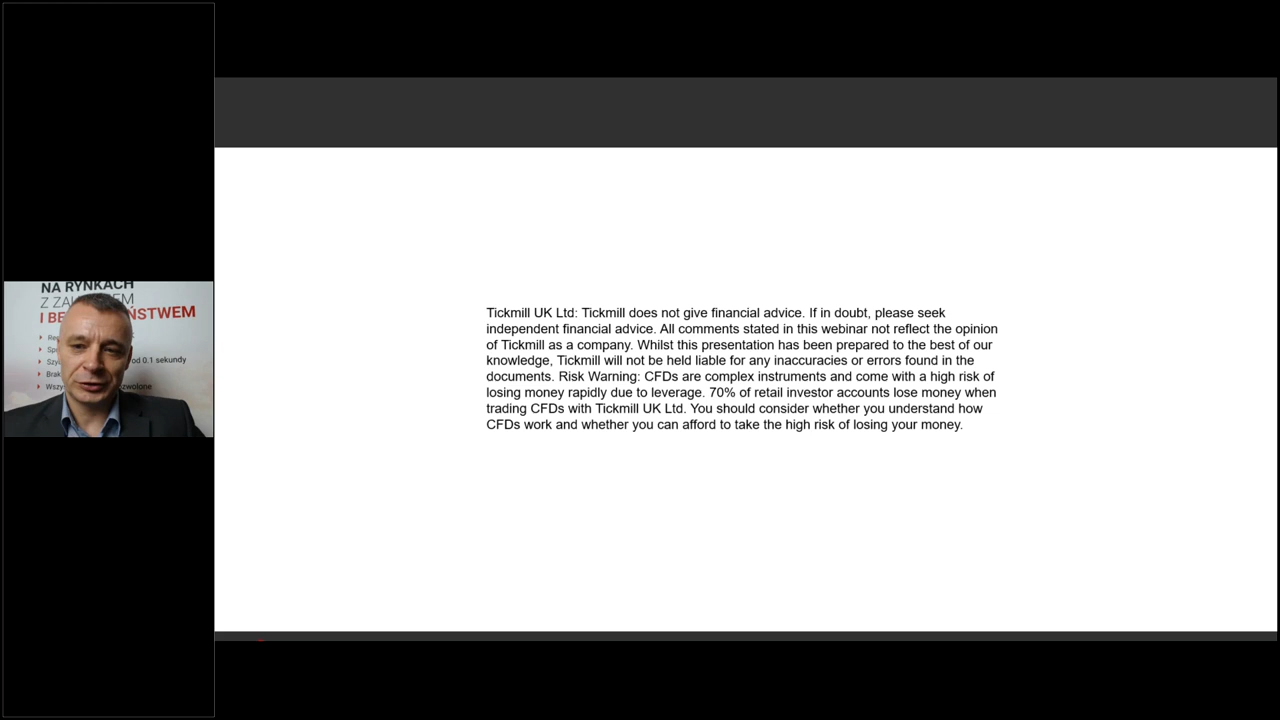 NA RYNKACH
Z
I
od 0.1 sekundy
Tickmill UK Ltd: Tickmill does not give financial advice. If in doubt, please seek
independent financial advice. All comments stated in this webinar not reflect the opinion
of Tickmill as a company. Whilst this presentation has been prepared to the best of our
knowledge, Tickmill will not be held liable for any inaccuracies or errors found in the
documents. Risk Warning: CFDs are complex instruments and come with a high risk of
losing money rapidly due to leverage. 70% of retail investor accounts lose money when
trading CFDs with Tickmill UK Ltd. You should consider whether you understand how
CFDs work and whether you can afford to take the high risk of losing your money.